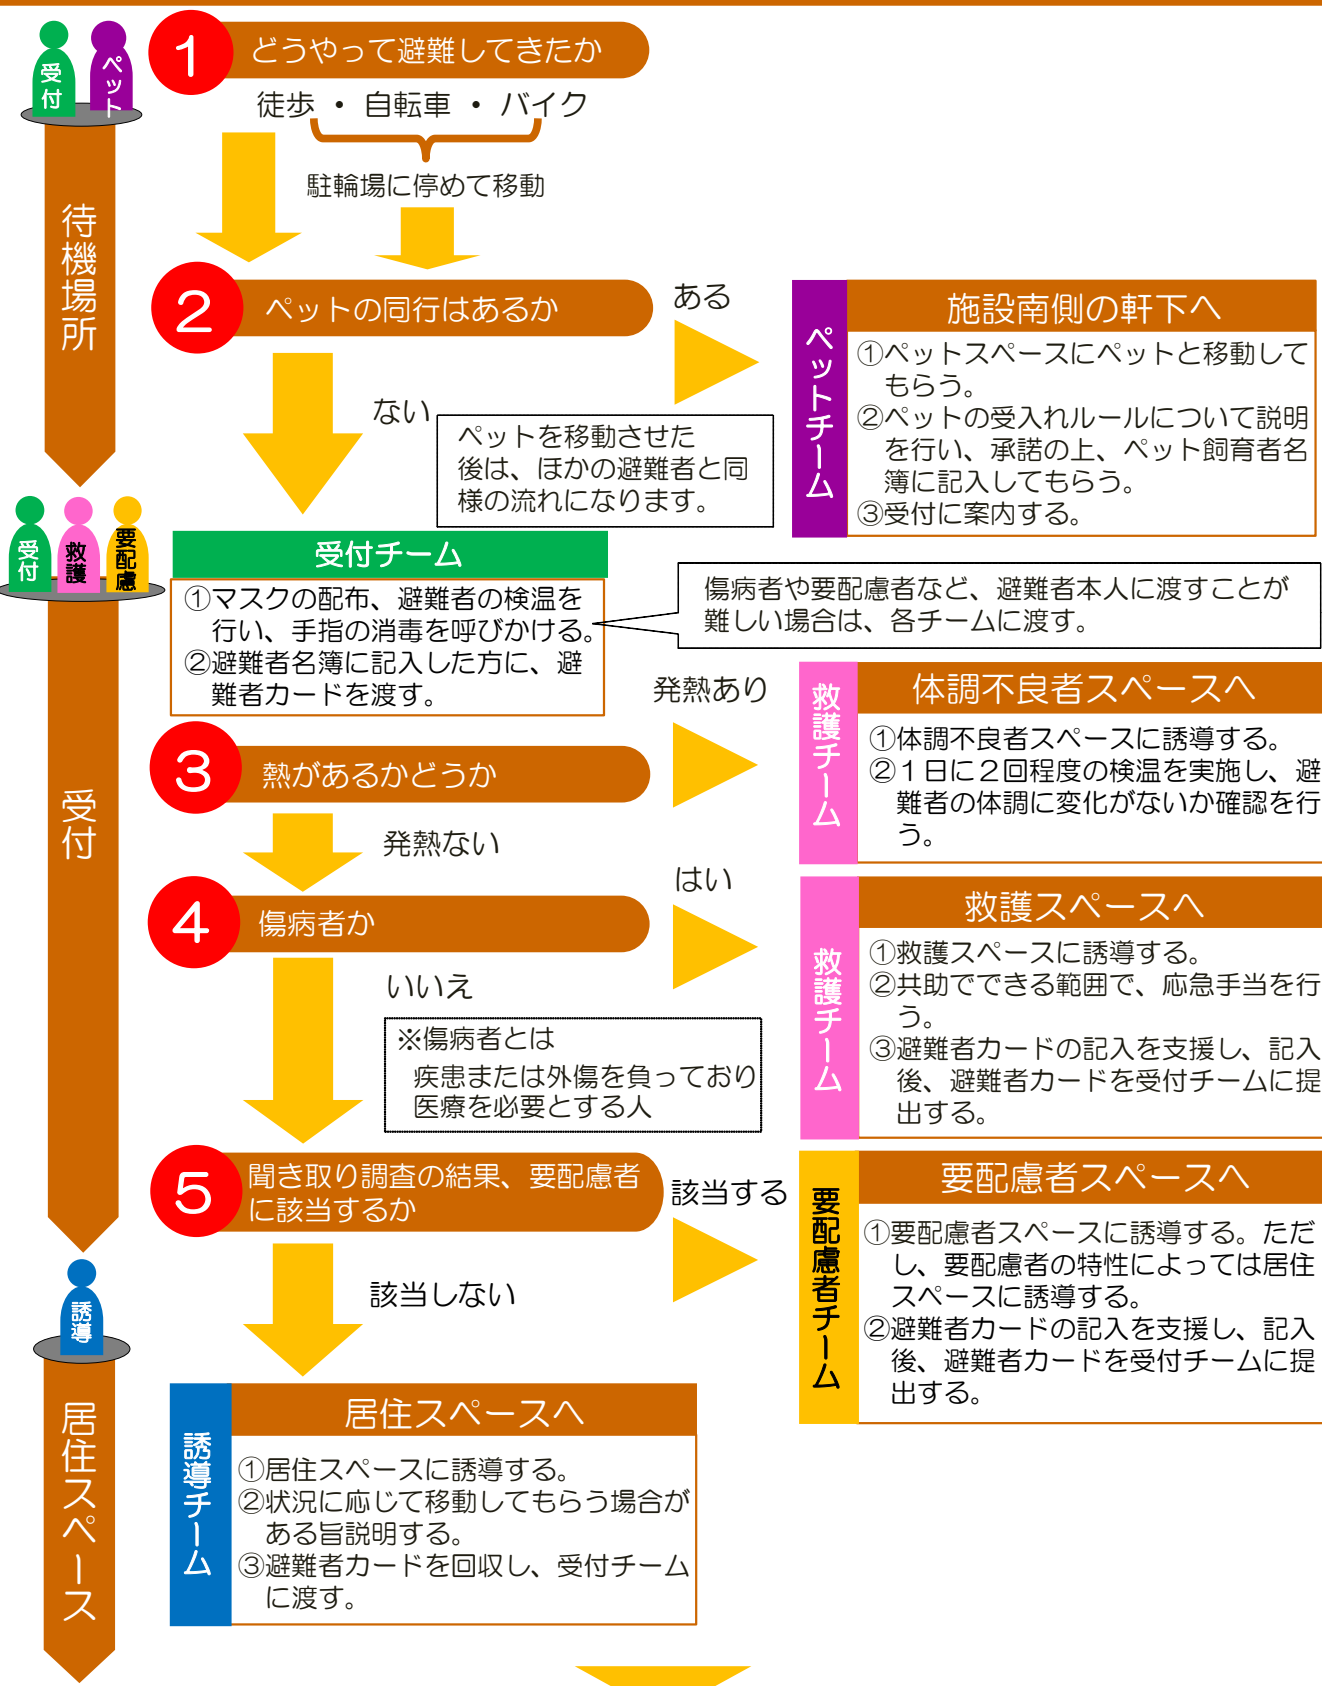 受付
ペット
1
どうやって避難してきたか
徒歩 ・ 自転車 ・ バイク
駐輪場に停めて移動
待機場所
2
ペットの同行はあるか
ある
ない
ペットを移動させた
後は、ほかの避難者と同
様の流れになります。
ペットチーム
施設南側の軒下へ
①ペットスペースにペットと移動して
もらう。
②ペットの受入れルールについて説明
を行い、承諾の上、ペット飼育者名
簿に記入してもらう。
③受付に案内する。
受付
救護
要配慮
受付チーム
①マスクの配布、避難者の検温を
行い、手指の消毒を呼びかける。
②避難者名簿に記入した方に、避
難者カードを渡す。
傷病者や要配慮者など、避難者本人に渡すことが
難しい場合は、各チームに渡す。
受付
3
熱があるかどうか
発熱あり
発熱ない
救護チーム
体調不良者スペースへ
①体調不良者スペースに誘導する。
②１日に２回程度の検温を実施し、避
難者の体調に変化がないか確認を行
う。
4
傷病者か
はい
いいえ
※傷病者とは
疾患または外傷を負っており
医療を必要とする人
救護チーム
救護スペースへ
①救護スペースに誘導する。
②共助でできる範囲で、応急手当を行
う。
③避難者カードの記入を支援し、記入
後、避難者カードを受付チームに提
出する。
5
聞き取り調査の結果、要配慮者
に該当するか
該当する
該当しない
要配慮者チーム
要配慮者スペースへ
①要配慮者スペースに誘導する。ただ
し、要配慮者の特性によっては居住
スペースに誘導する。
②避難者カードの記入を支援し、記入
後、避難者カードを受付チームに提
出する。
誘導
居住スペース
誘導チーム
居住スペースへ
①居住スペースに誘導する。
②状況に応じて移動してもらう場合が
ある旨説明する。
③避難者カードを回収し、受付チーム
に渡す。